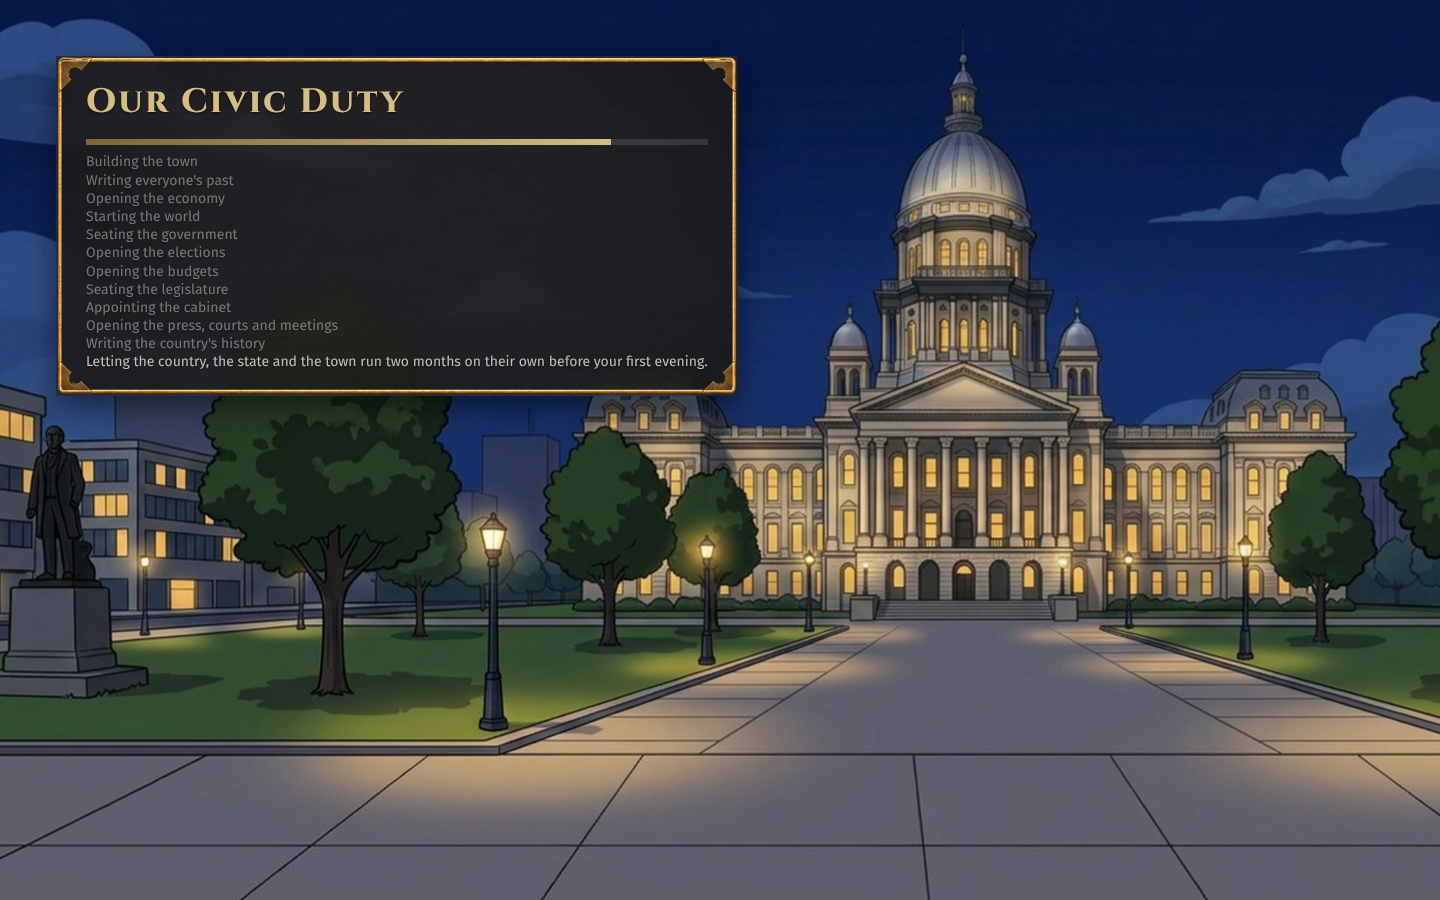 Our Civic Duty
Building the town
Writing everyone's past
Opening the economy
Starting the world
Seating the government
Opening the elections
Opening the budgets
Seating the legislature
Appointing the cabinet
Opening the press, courts and meetings
Writing the country's history
Letting the country, the state and the town run two months on their own before your first evening.